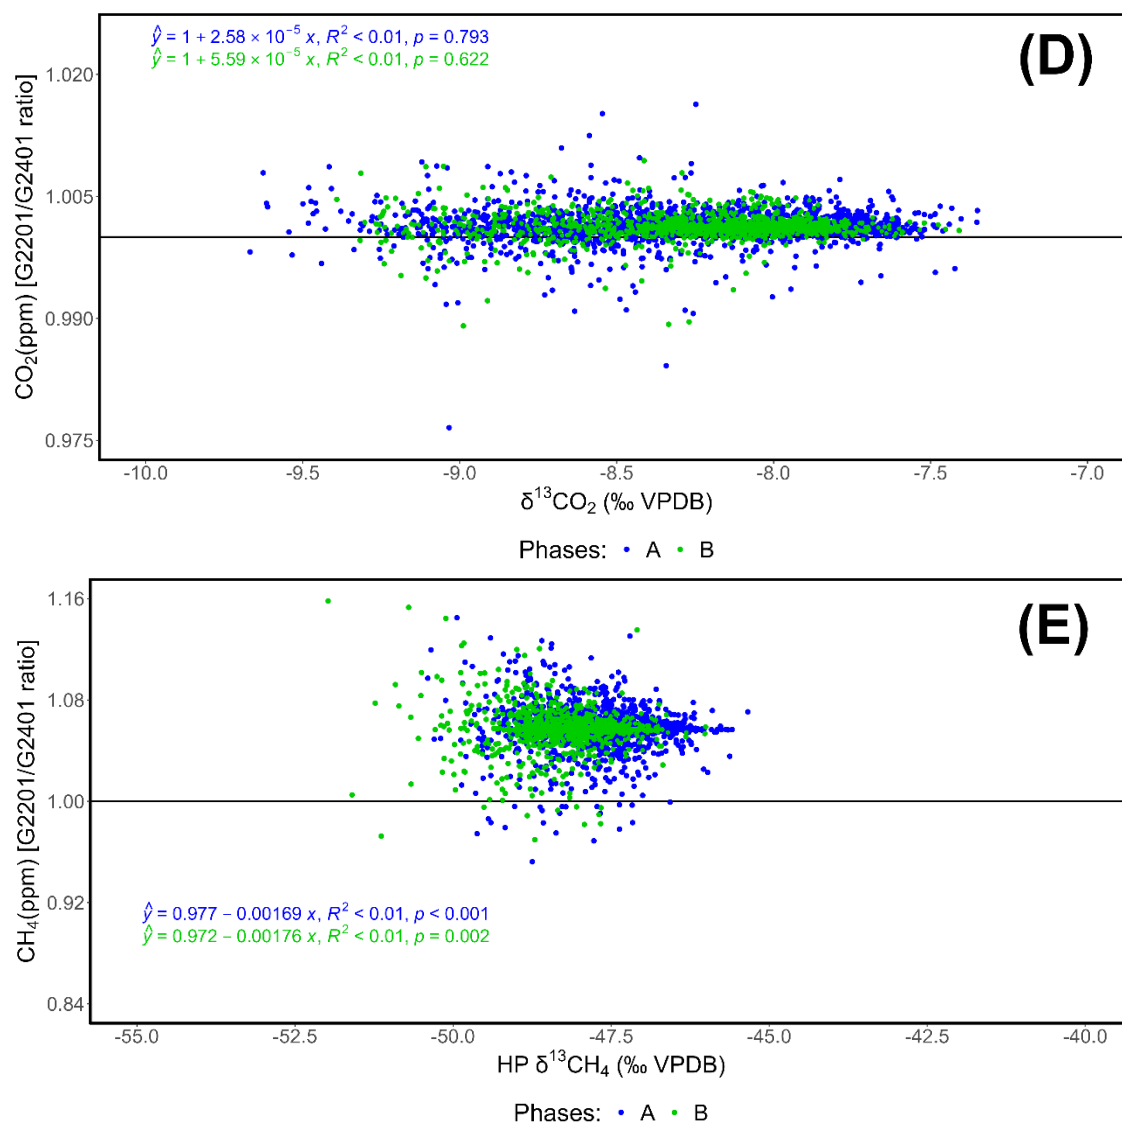 ŷ = 1 + 2.58 × 10⁻⁵ x, R² < 0.01, p = 0.793
ŷ = 1 + 5.59 × 10⁻⁵ x, R² < 0.01, p = 0.622
(D)
CO₂(ppm) [G2201/G2401 ratio]
1.020
1.005
0.990
0.975
-10.0 -9.5 -9.0 -8.5 -8.0 -7.5 -7.0
δ¹³CO₂ (‰ VPDB)
Phases: A B
(E)
CH₄(ppm) [G2201/G2401 ratio]
1.16
1.08
1.00
0.92
0.84
ŷ = 0.977 − 0.00169 x, R² < 0.01, p < 0.001
ŷ = 0.972 − 0.00176 x, R² < 0.01, p = 0.002
-55.0 -52.5 -50.0 -47.5 -45.0 -42.5 -40.0
HP δ¹³CH₄ (‰ VPDB)
Phases: A B